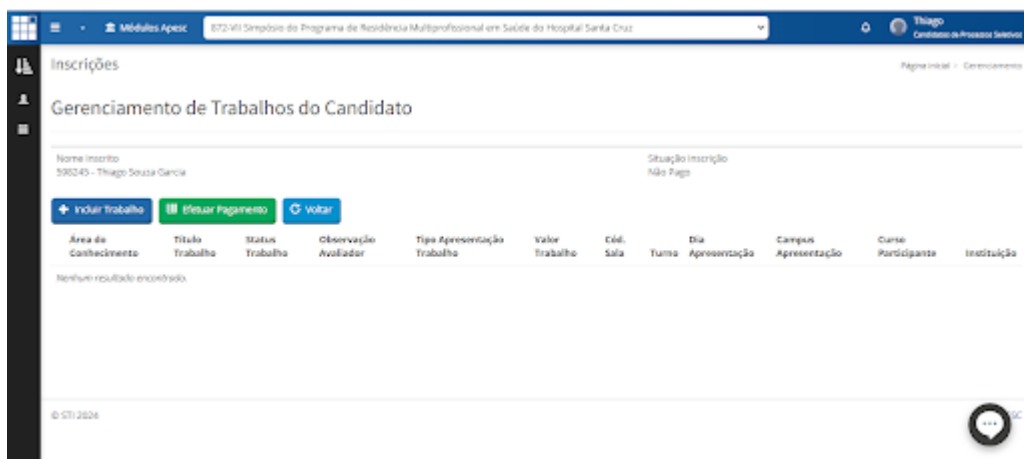 Módulos Apesc
872-VII Simpósio do Programa de Residência Multiprofissional em Saúde do Hospital Santa Cruz
Thiago
Candidatos de Processos Seletivos
Inscrições
Página Inicial > Gerenciamento
Gerenciamento de Trabalhos do Candidato
Nome Inscrito
Situação Inscrição
598245 - Thiago Souza Garcia
Não Pago
Incluir Trabalho
Efetuar Pagamento
Voltar
Área do Conhecimento
Título Trabalho
Status Trabalho
Observação Avaliador
Tipo Apresentação Trabalho
Valor Trabalho
Cód. Sala
Turno
Dia Apresentação
Campus Apresentação
Curso Participante
Instituição
Nenhum resultado encontrado.
© STI 2024